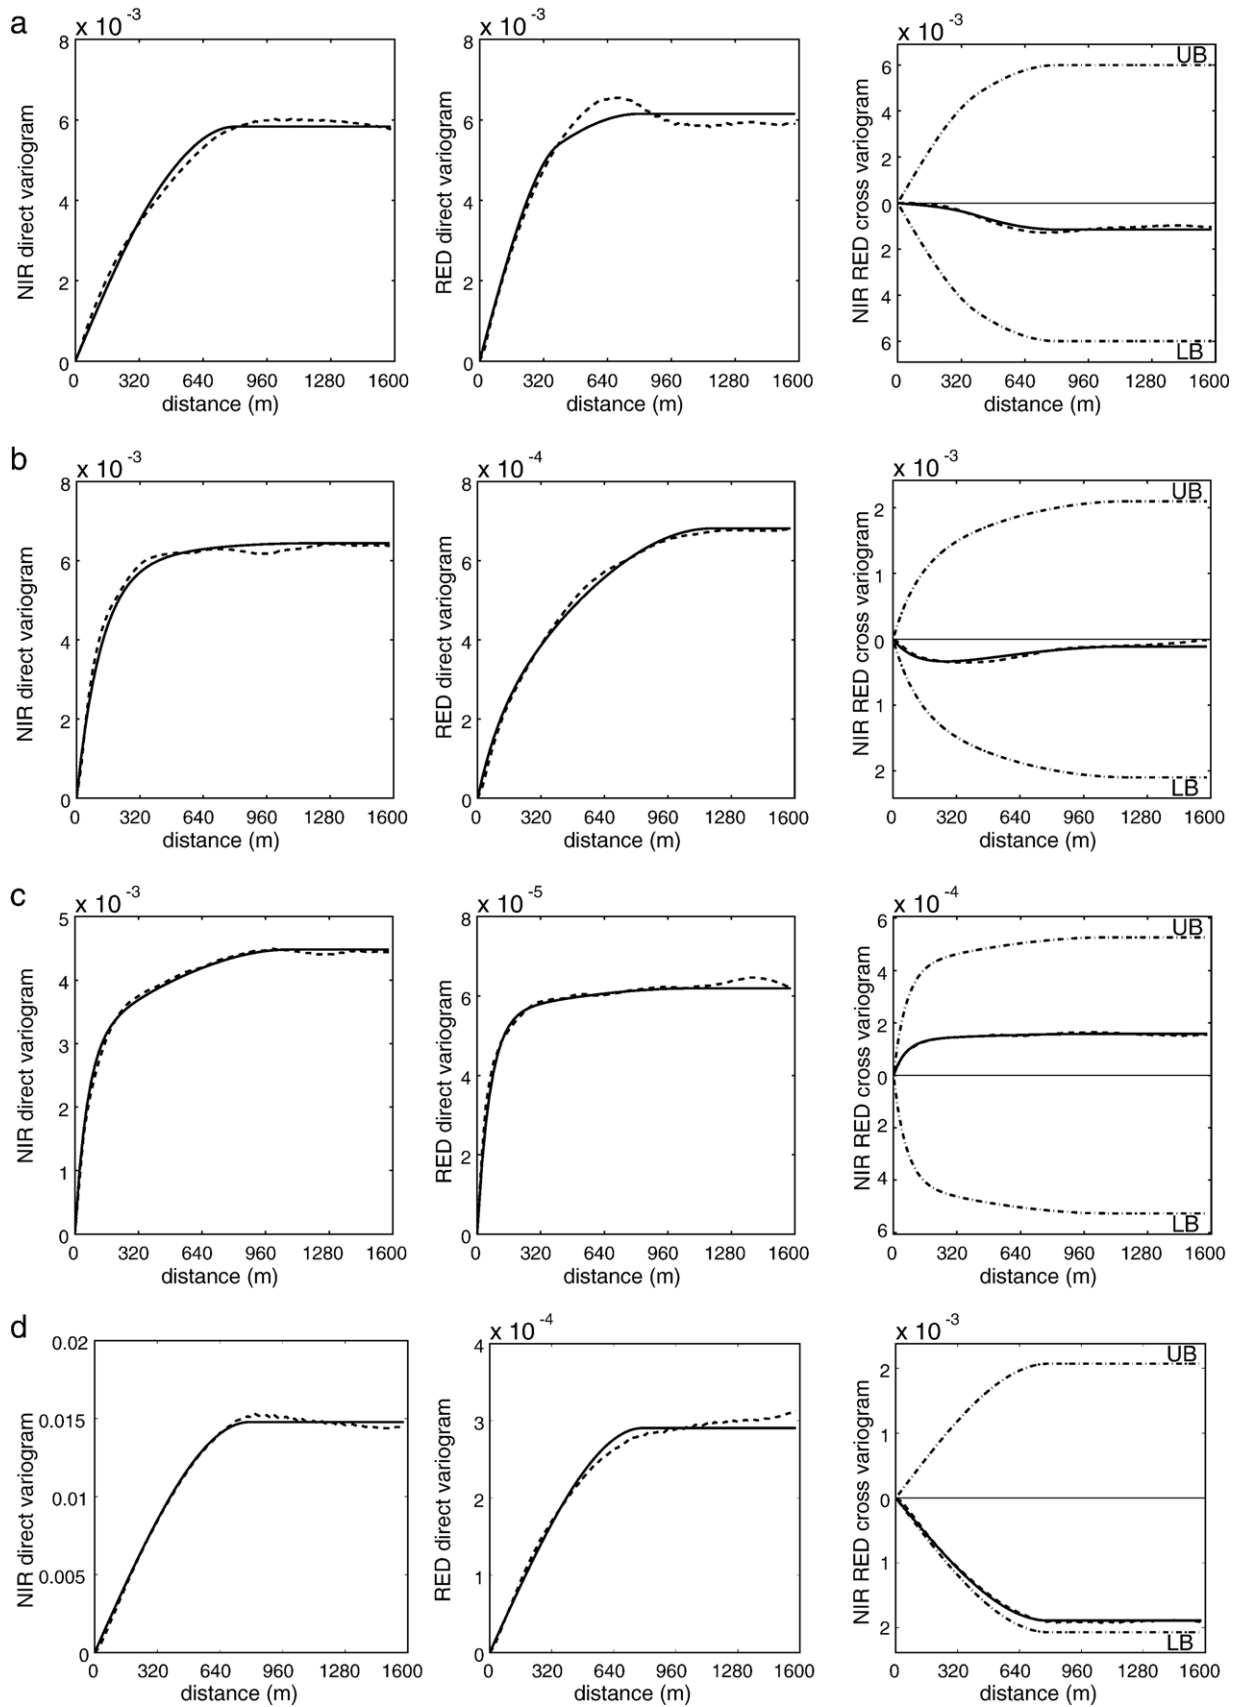 a
x 10 -3
NIR direct variogram
8
6
4
2
0
0 320 640 960 1280 1600
distance (m)
x 10 -3
RED direct variogram
8
6
4
2
0
0 320 640 960 1280 1600
distance (m)
x 10 -3
NIR RED cross variogram
6
4
2
0
2
4
6
UB
LB
0 320 640 960 1280 1600
distance (m)
b
x 10 -3
NIR direct variogram
8
6
4
2
0
0 320 640 960 1280 1600
distance (m)
x 10 -4
RED direct variogram
8
6
4
2
0
0 320 640 960 1280 1600
distance (m)
x 10 -3
NIR RED cross variogram
2
1
0
1
2
UB
LB
0 320 640 960 1280 1600
distance (m)
c
x 10 -3
NIR direct variogram
5
4
3
2
1
0
0 320 640 960 1280 1600
distance (m)
x 10 -5
RED direct variogram
8
6
4
2
0
0 320 640 960 1280 1600
distance (m)
x 10 -4
NIR RED cross variogram
6
4
2
0
2
4
6
UB
LB
0 320 640 960 1280 1600
distance (m)
d
NIR direct variogram
0.02
0.015
0.01
0.005
0
0 320 640 960 1280 1600
distance (m)
x 10 -4
RED direct variogram
4
3
2
1
0
0 320 640 960 1280 1600
distance (m)
x 10 -3
NIR RED cross variogram
2
1
0
1
2
UB
LB
0 320 640 960 1280 1600
distance (m)